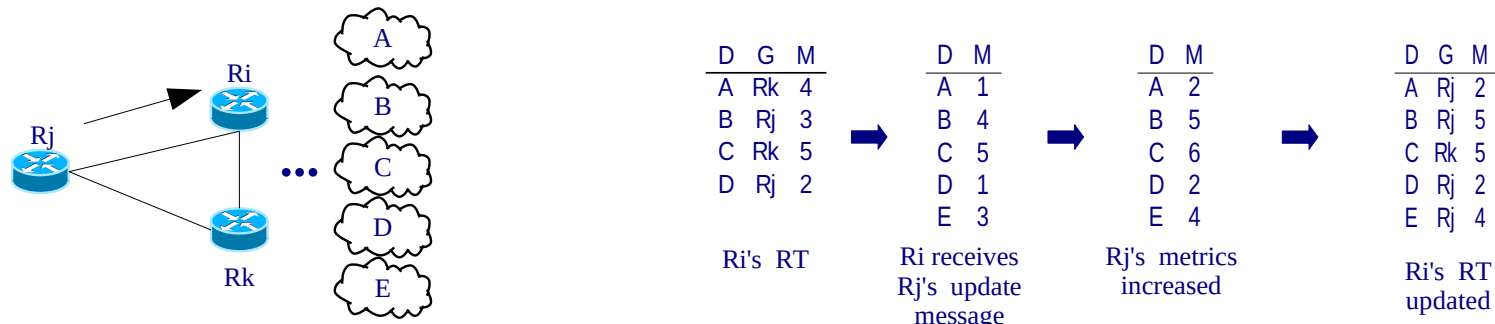 Ri
Rj
Rk
•••
A
B
C
D
E
D G M
A Rk 4
B Rj 3
C Rk 5
D Rj 2
Ri's RT
D M
A 1
B 4
C 5
D 1
E 3
Ri receives
Rj's update
message
D M
A 2
B 5
C 6
D 2
E 4
Rj's metrics
increased
D G M
A Rj 2
B Rj 5
C Rk 5
D Rj 2
E Rj 4
Ri's RT
updated